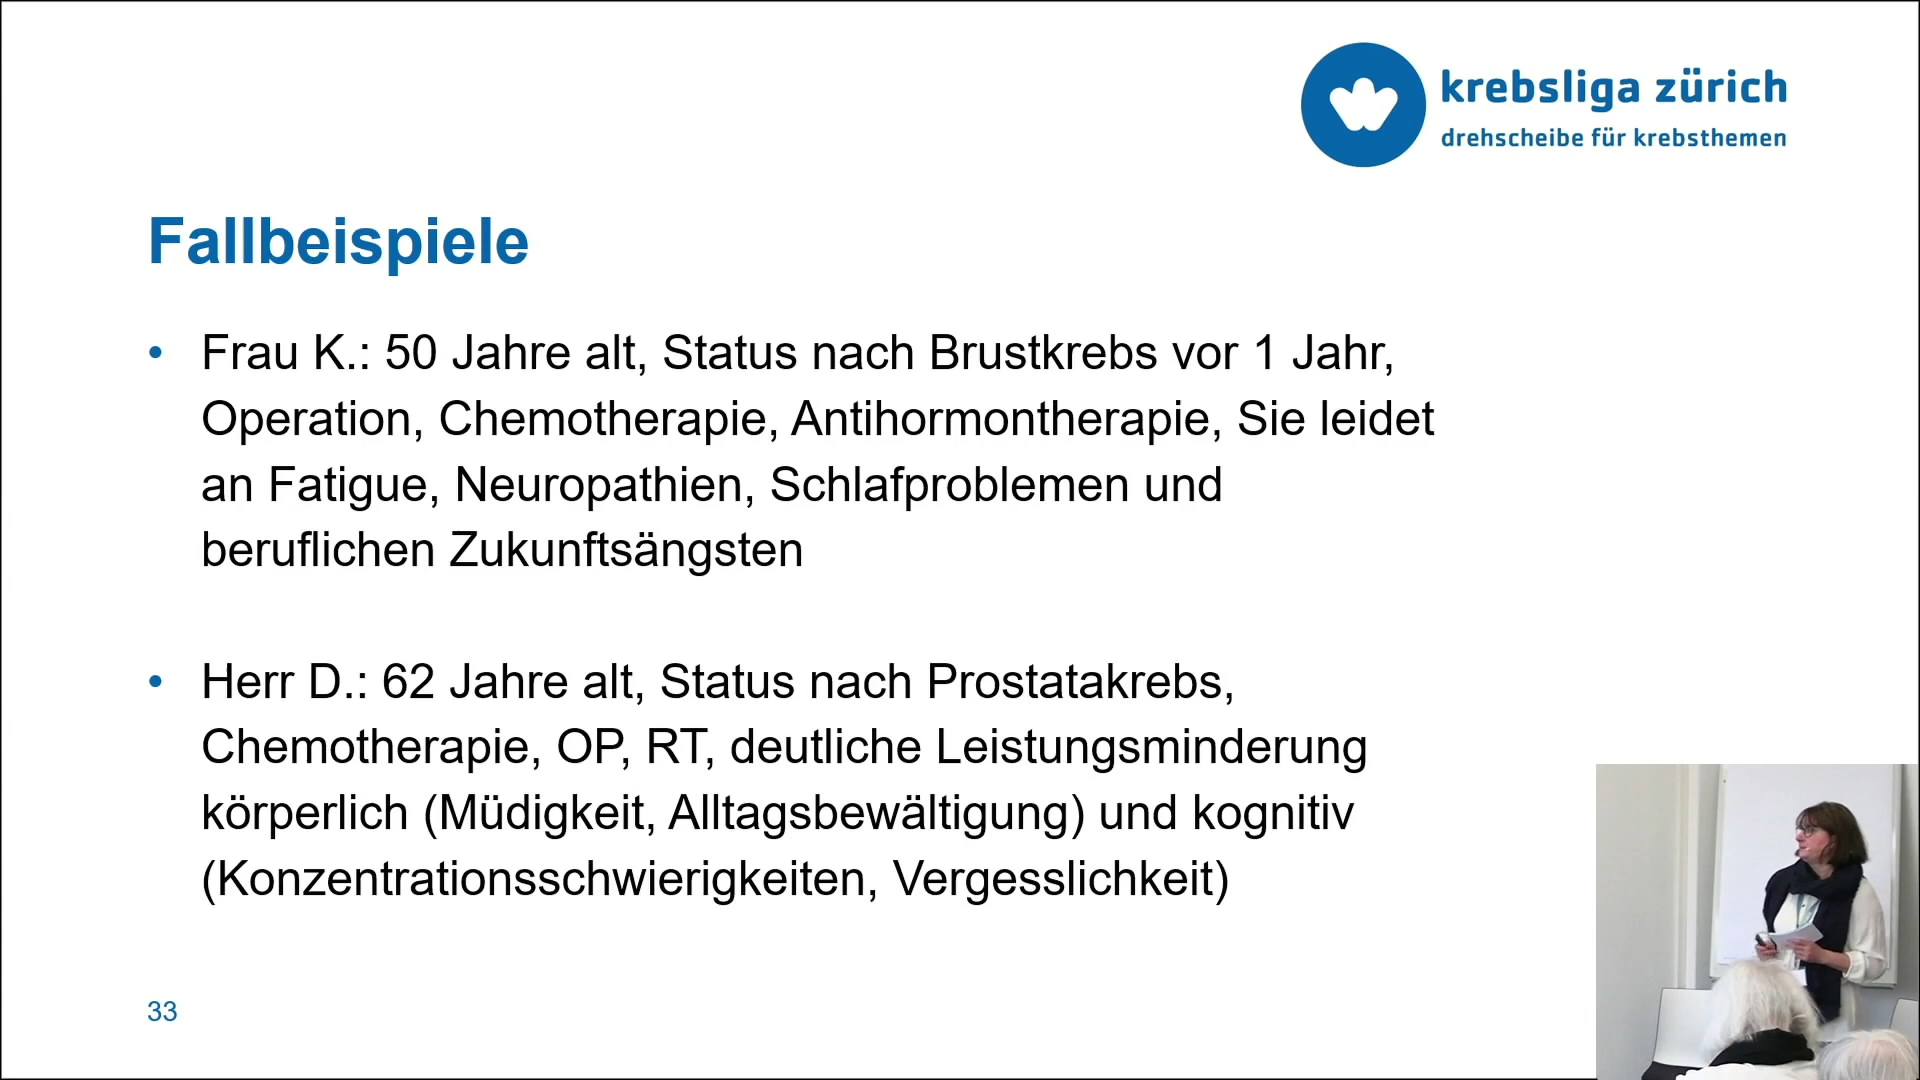 krebsliga zürich
drehscheibe für krebsthemen
Fallbeispiele
• Frau K.: 50 Jahre alt, Status nach Brustkrebs vor 1 Jahr,
Operation, Chemotherapie, Antihormontherapie, Sie leidet
an Fatigue, Neuropathien, Schlafproblemen und
beruflichen Zukunftsängsten
• Herr D.: 62 Jahre alt, Status nach Prostatakrebs,
Chemotherapie, OP, RT, deutliche Leistungsminderung
körperlich (Müdigkeit, Alltagsbewältigung) und kognitiv
(Konzentrationsschwierigkeiten, Vergesslichkeit)
33